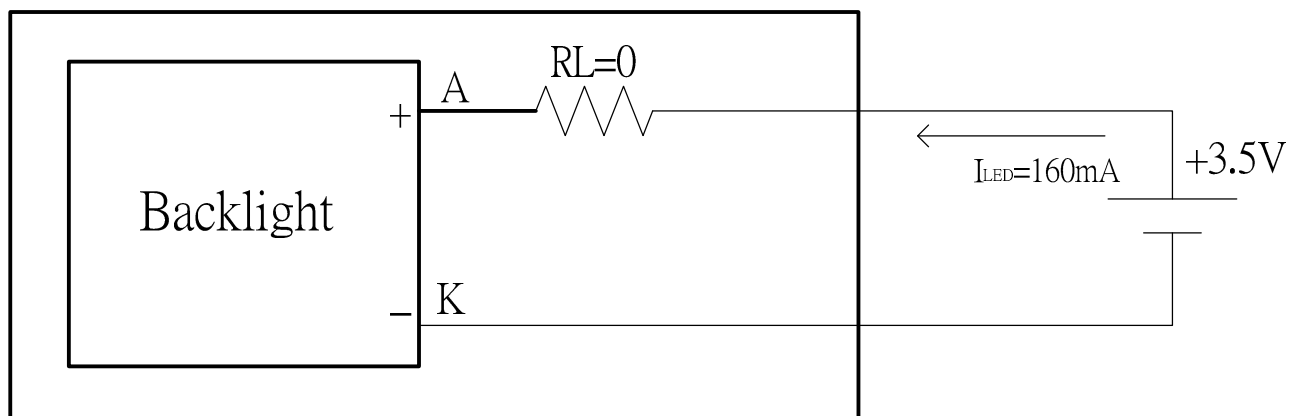 RL=0
A
+
ILED=160mA
+3.5V
Backlight
K
−